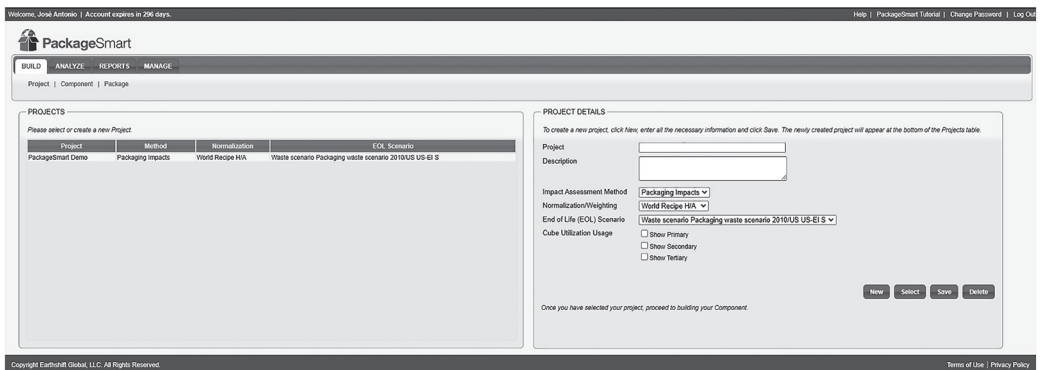 Welcome, José Antonio | Account expires in 296 days.
Help | PackageSmart Tutorial | Change Password | Log Out
PackageSmart
BUILD ANALYZE REPORTS MANAGE
Project | Component | Package
PROJECTS
Please select or create a new Project.
Project Method Normalization EOL Scenario
PackageSmart Demo Packaging Impacts World Recipe H/A Waste scenario Packaging waste scenario 2010/US US-EI S
PROJECT DETAILS
To create a new project, click New, enter all the necessary information and click Save. The newly created project will appear at the bottom of the Projects table.
Project
Description
Impact Assessment Method Packaging Impacts
Normalization/Weighting World Recipe H/A
End of Life (EOL) Scenario Waste scenario Packaging waste scenario 2010/US US-EI S
Cube Utilization Usage Show Primary
Show Secondary
Show Tertiary
New Select Save Delete
Once you have selected your project, proceed to building your Component.
Copyright Earthshift Global, LLC. All Rights Reserved.
Terms of Use | Privacy Policy